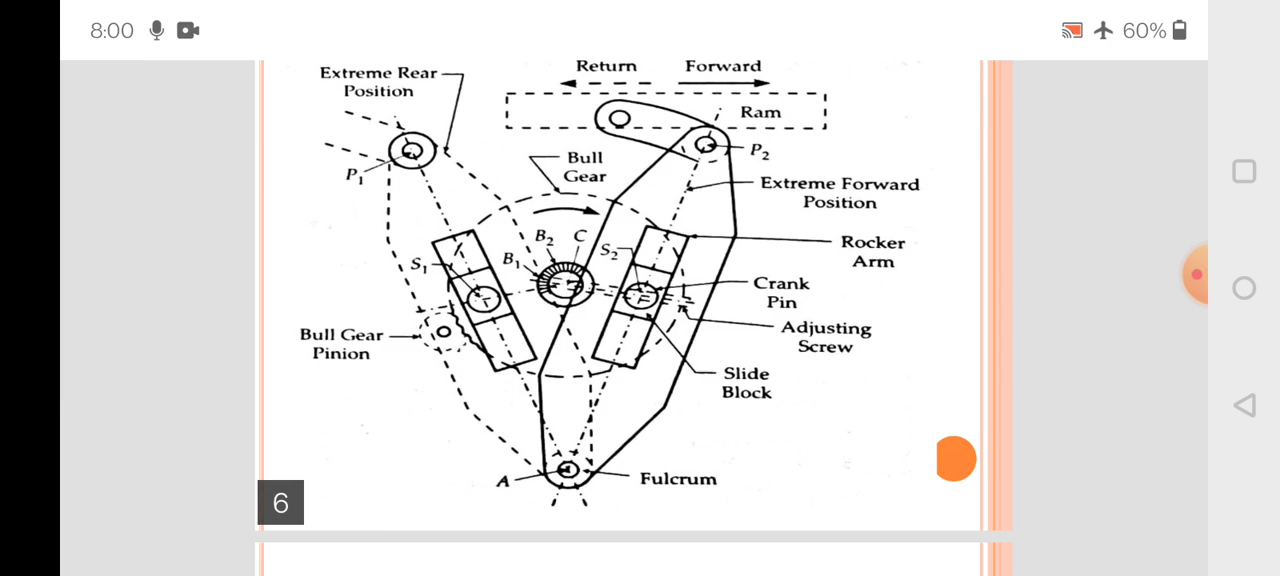 8:00
60%
Return Forward
Extreme Rear
Position
Ram
P₁
P₂
Bull
Gear
Extreme Forward
Position
B₂ C S₂
B₁
S₁
Rocker
Arm
Crank
Pin
Bull Gear
Pinion
Adjusting
Screw
Slide
Block
A
Fulcrum
6